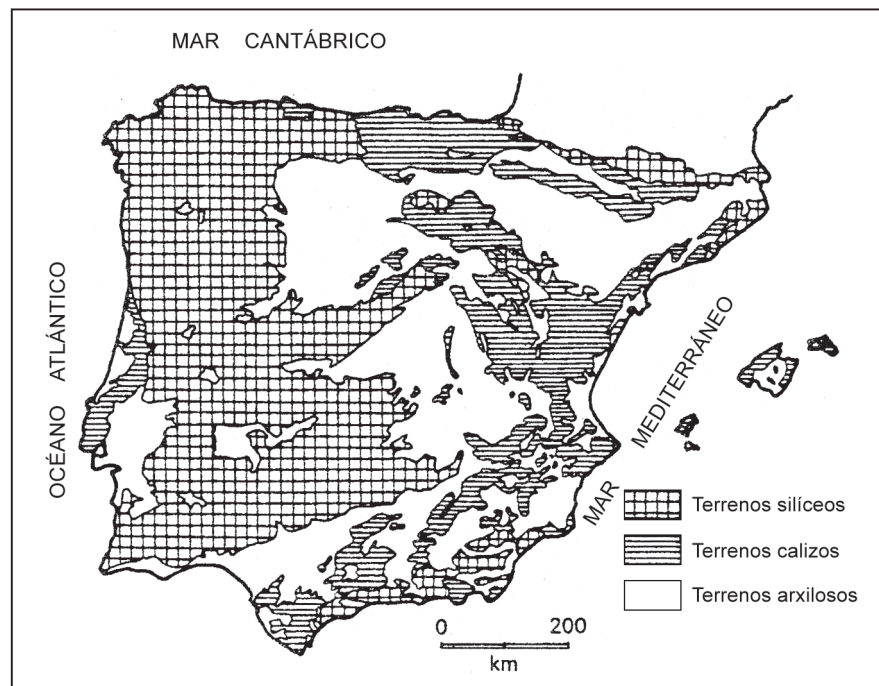 MAR CANTÁBRICO
OCÉANO ATLÁNTICO
MAR MEDITERRÁNEO
Terrenos silíceos
Terrenos calizos
Terrenos arxilosos
0 200
km